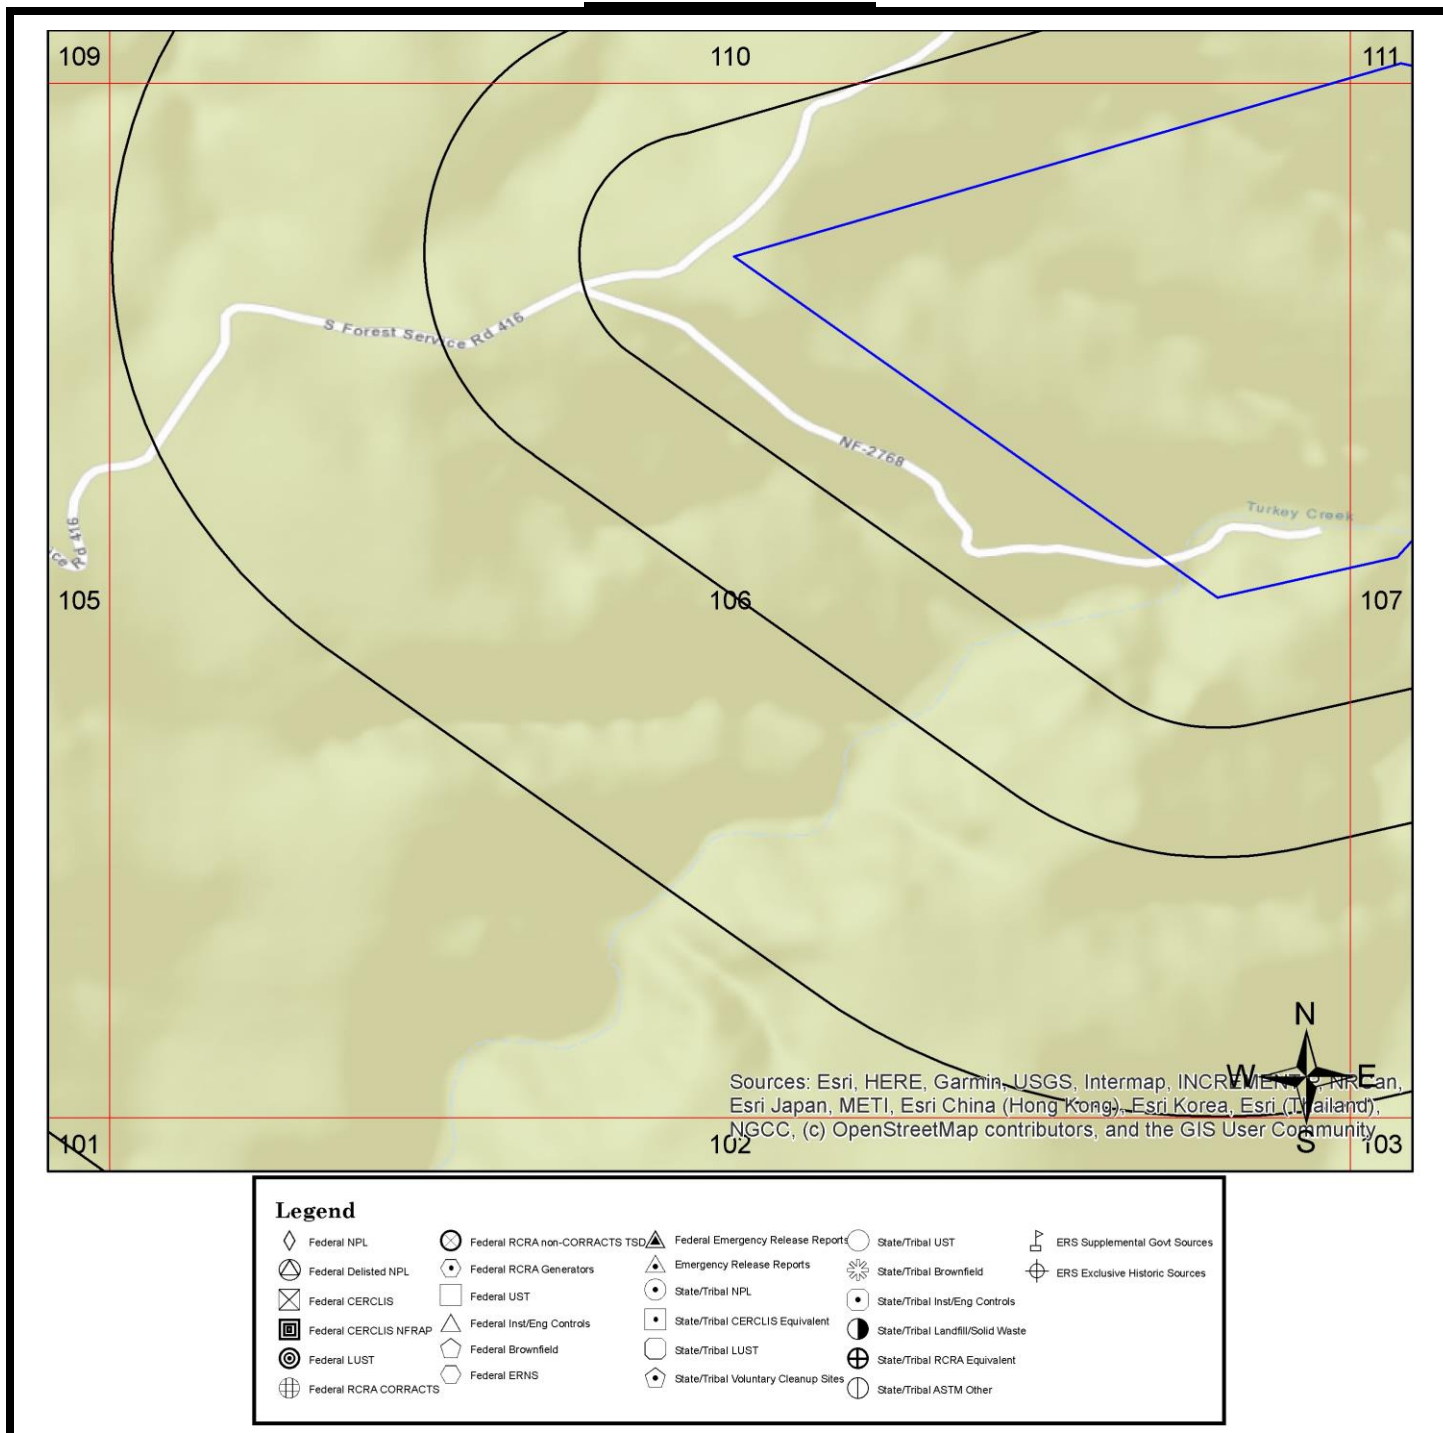 109
110
111
S Forest Service Rd 416
NF-2768
Turkey Creek
Rd 416
105
106
107
N
W
E
S
Sources: Esri, HERE, Garmin, USGS, Intermap, INCREMENT P, NRCan,
Esri Japan, METI, Esri China (Hong Kong), Esri Korea, Esri (Thailand),
NGCC, (c) OpenStreetMap contributors, and the GIS User Community
101
102
103
Legend
Federal NPL
Federal Delisted NPL
Federal CERCLIS
Federal CERCLIS NFRAP
Federal LUST
Federal RCRA CORRACTS
Federal RCRA non-CORRACTS TSD
Federal RCRA Generators
Federal UST
Federal Inst/Eng Controls
Federal Brownfield
Federal ERNS
Federal Emergency Release Reports
Emergency Release Reports
State/Tribal NPL
State/Tribal CERCLIS Equivalent
State/Tribal LUST
State/Tribal Voluntary Cleanup Sites
State/Tribal UST
State/Tribal Brownfield
State/Tribal Inst/Eng Controls
State/Tribal Landfill/Solid Waste
State/Tribal RCRA Equivalent
State/Tribal ASTM Other
ERS Supplemental Govt Sources
ERS Exclusive Historic Sources